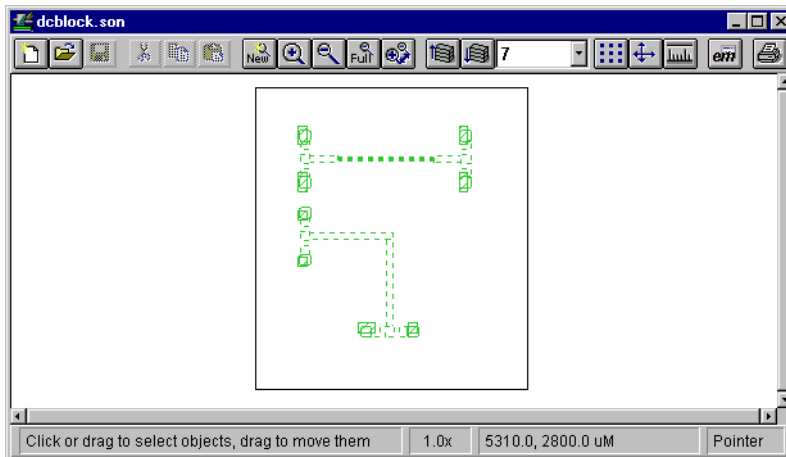 dcblock.son
New Full 7 em
Click or drag to select objects, drag to move them 1.0x 5310.0, 2800.0 uM Pointer